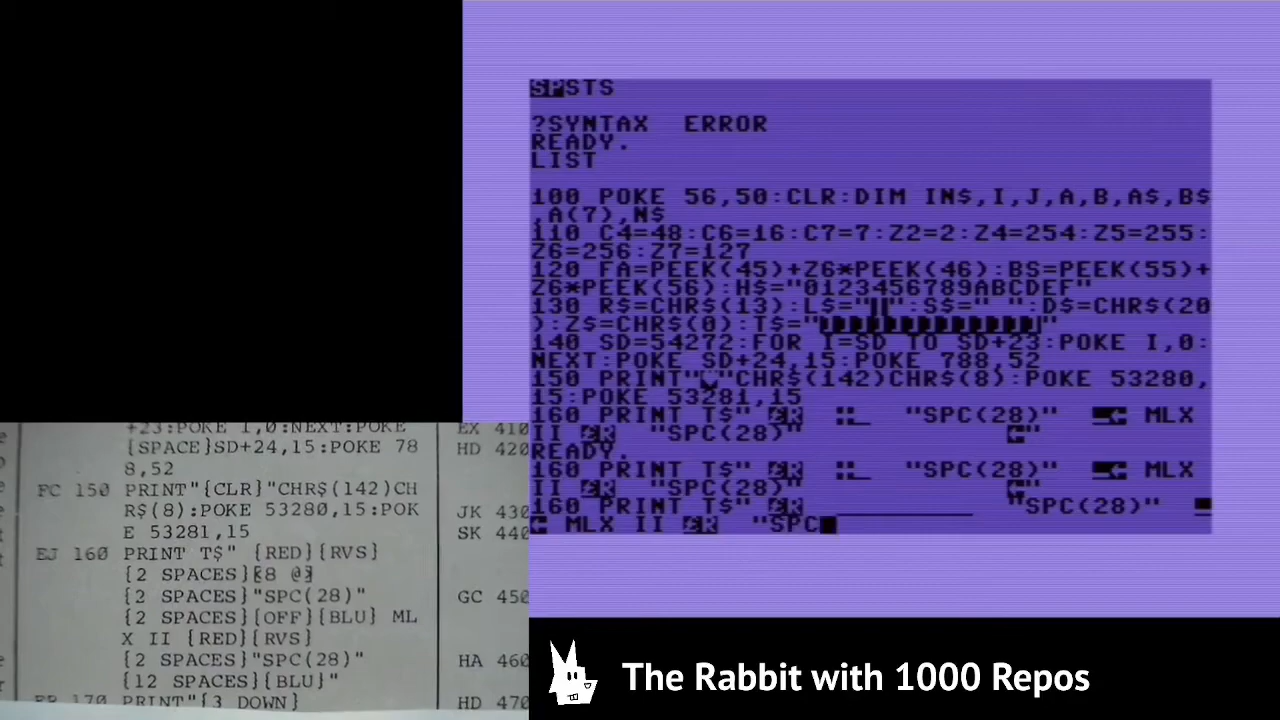 SPSTS
?SYNTAX  ERROR
READY.
LIST
100 POKE 56,50:CLR:DIM IN$,I,J,A,B,A$,B$
,A(7),N$
110 C4=48:C6=16:C7=7:Z2=2:Z4=254:Z5=255:
Z6=256:Z7=127
120 FA=PEEK(45)+Z6*PEEK(46):BS=PEEK(55)+
Z6*PEEK(56):H$="0123456789ABCDEF"
130 R$=CHR$(13):L$="":S$=" ":D$=CHR$(20
):Z$=CHR$(0):T$=""
140 SD=54272:FOR I=SD TO SD+23:POKE I,0:
NEXT:POKE SD+24,15:POKE 788,52
150 PRINT""CHR$(142)CHR$(8):POKE 53280,
15:POKE 53281,15
160 PRINT T$" £R "SPC(28)" MLX
II £R "SPC(28)" "
READY.
160 PRINT T$" £R "SPC(28)" MLX
II £R "SPC(28)" "
160 PRINT T$" £R "SPC(28)"
MLX II £R "SPC
+23:POKE I,0:NEXT:POKE
{SPACE}SD+24,15:POKE 78
8,52
FC 150 PRINT"{CLR}"CHR$(142)CH
R$(8):POKE 53280,15:POK
E 53281,15
EJ 160 PRINT T$" {RED}{RVS}
{2 SPACES}{8 @}
{2 SPACES}"SPC(28)"
{2 SPACES}{OFF}{BLU} ML
X II {RED}{RVS}
{2 SPACES}"SPC(28)"
{12 SPACES}{BLU}"
170 PRINT"{3 DOWN}
EX 410
HD 420
JK 430
SK 440
GC 450
HA 460
HD 470
The Rabbit with 1000 Repos